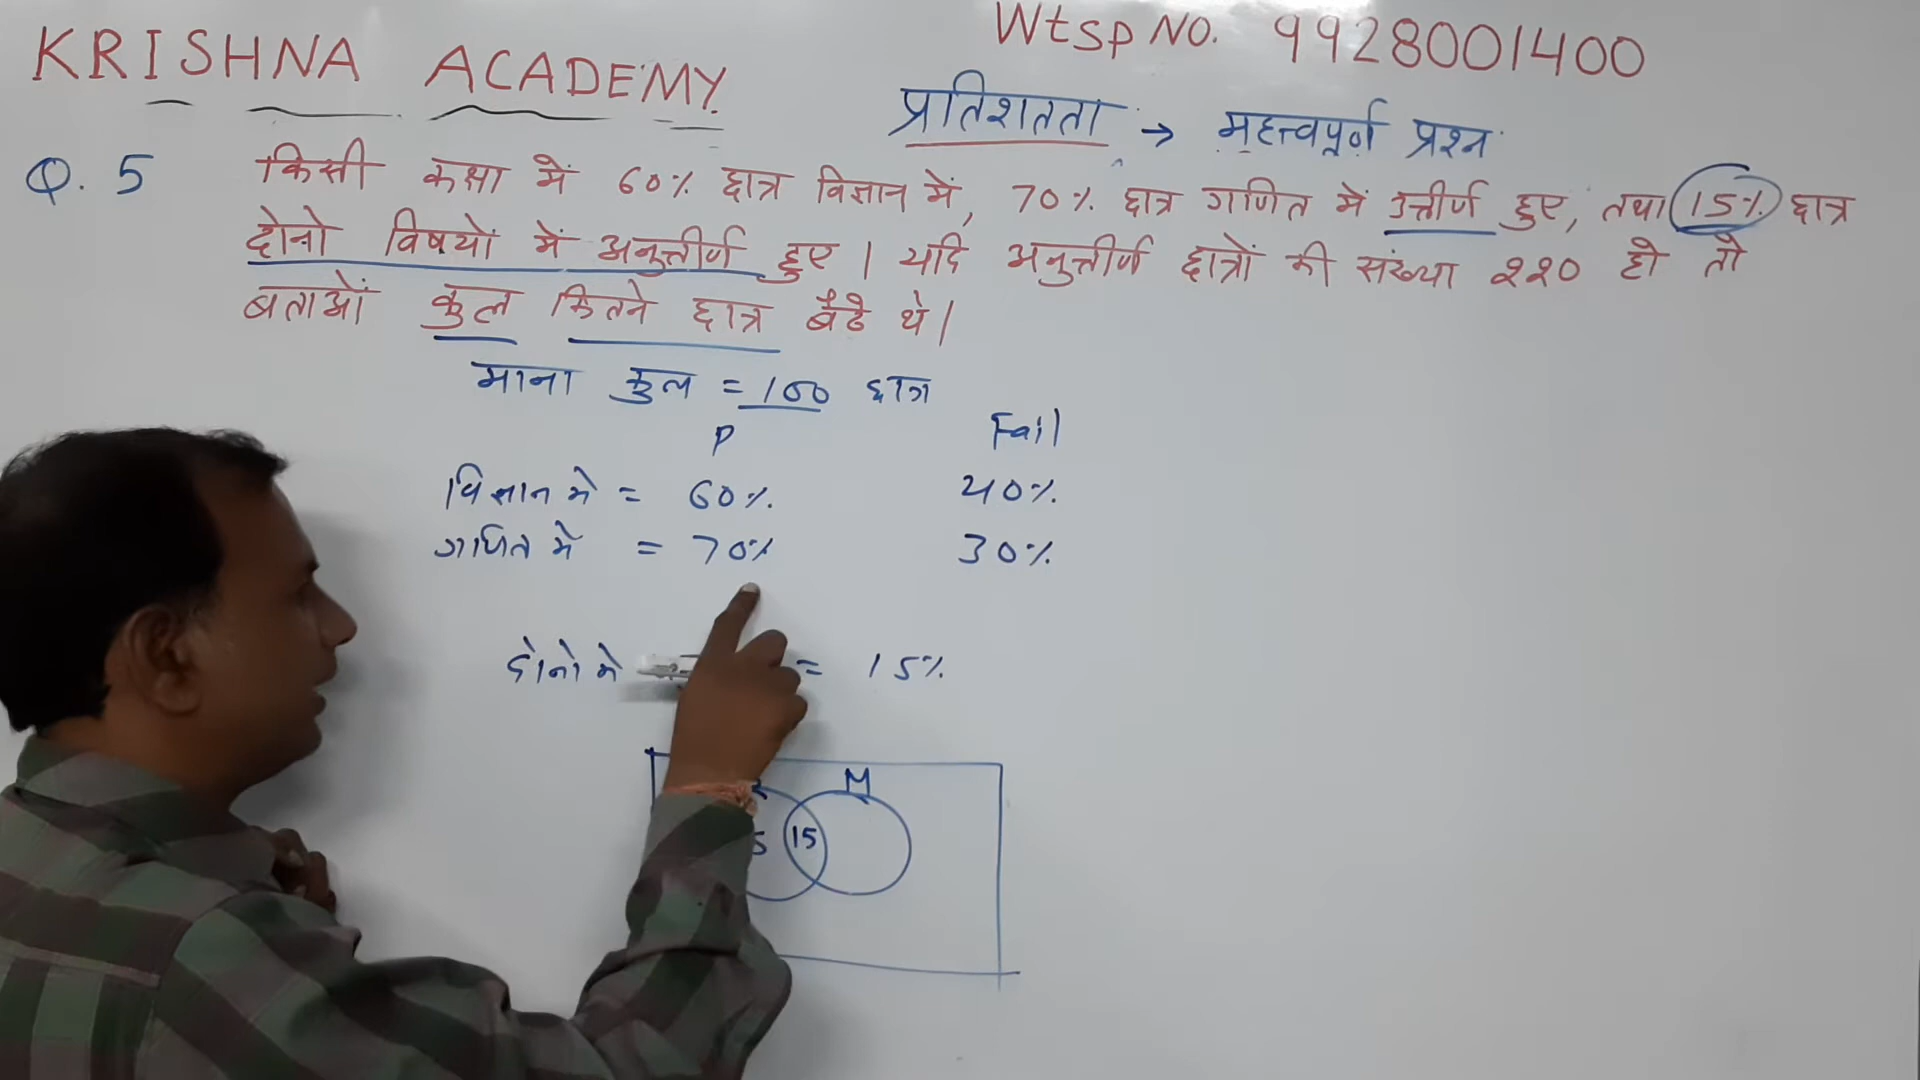 KRISHNA ACADEMY
Wtsp NO. 9928001400
प्रतिशतता → महत्त्वपूर्ण प्रश्न
Q. 5 किसी कक्षा में 60% छात्र विज्ञान में, 70% छात्र गणित में उत्तीर्ण हुए, तथा 15% छात्र
दोनो विषयों में अनुत्तीर्ण हुए। यदि अनुत्तीर्ण छात्रों की संख्या 220 हो तो
बताओं कुल कितने छात्र बैठे थे।
माना कुल = 100 छात्र
P Fail
विज्ञान में = 60% 40%
गणित में = 70% 30%
दोनो में = 15%
M
15